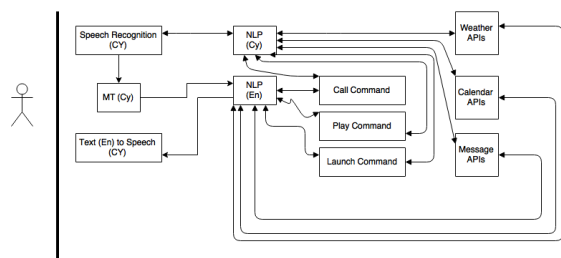 Speech Recognition
(CY)
NLP
(Cy)
Weather
APIs
MT (Cy)
NLP
(En)
Call Command
Calendar
APIs
Play Command
Text (En) to Speech
(CY)
Launch Command
Message
APIs